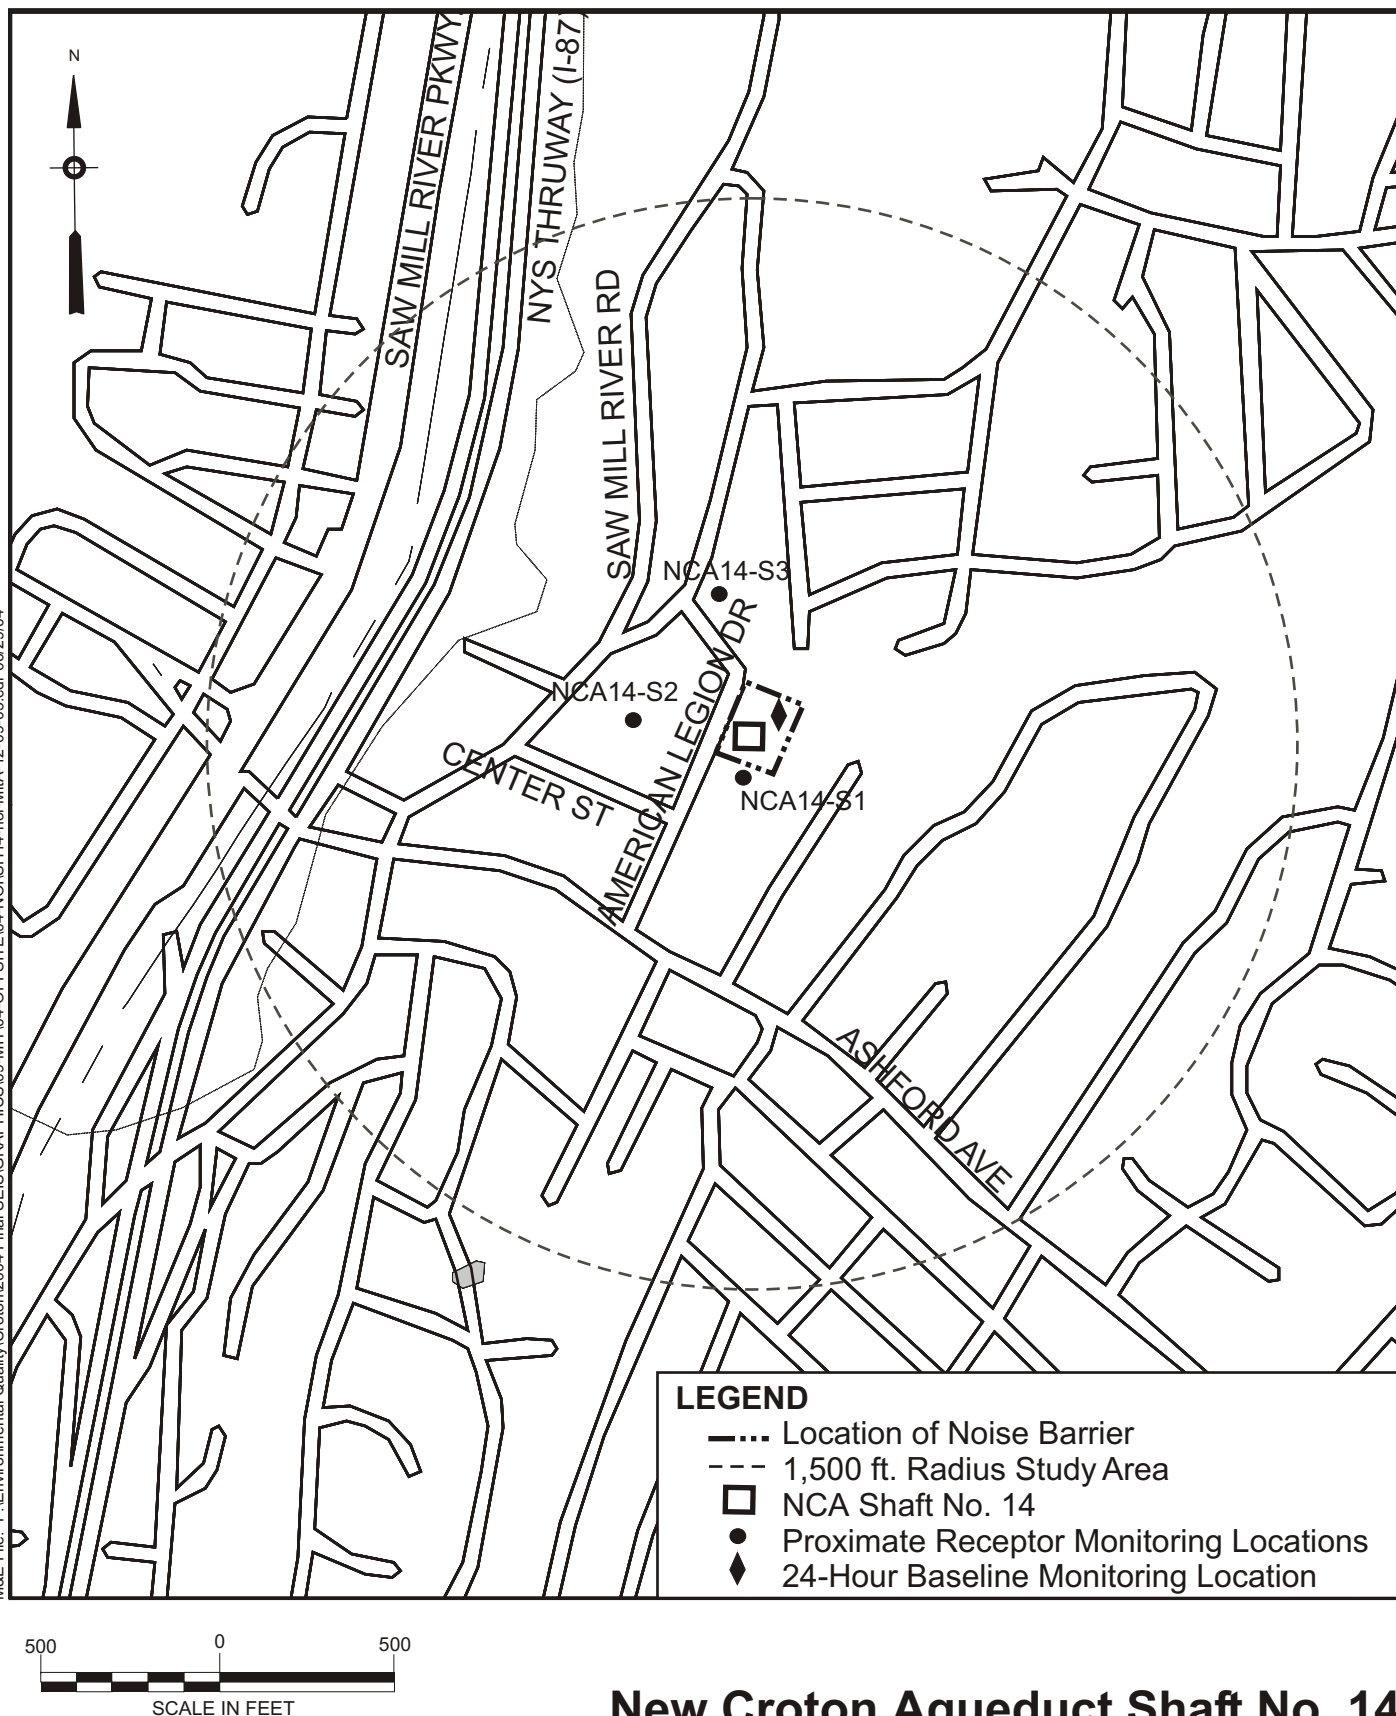 N
SAW MILL RIVER PKWY
NYS THRUWAY (I-87
SAW MILL RIVER RD
NCA14-S3
AMERICAN LEGION DR
NCA14-S2
CENTER ST
NCA14-S1
ASHFORD AVE
LEGEND
Location of Noise Barrier
1,500 ft. Radius Study Area
NCA Shaft No. 14
Proximate Receptor Monitoring Locations
24-Hour Baseline Monitoring Location
500 0 500
SCALE IN FEET
New Croton Aqueduct Shaft No. 14